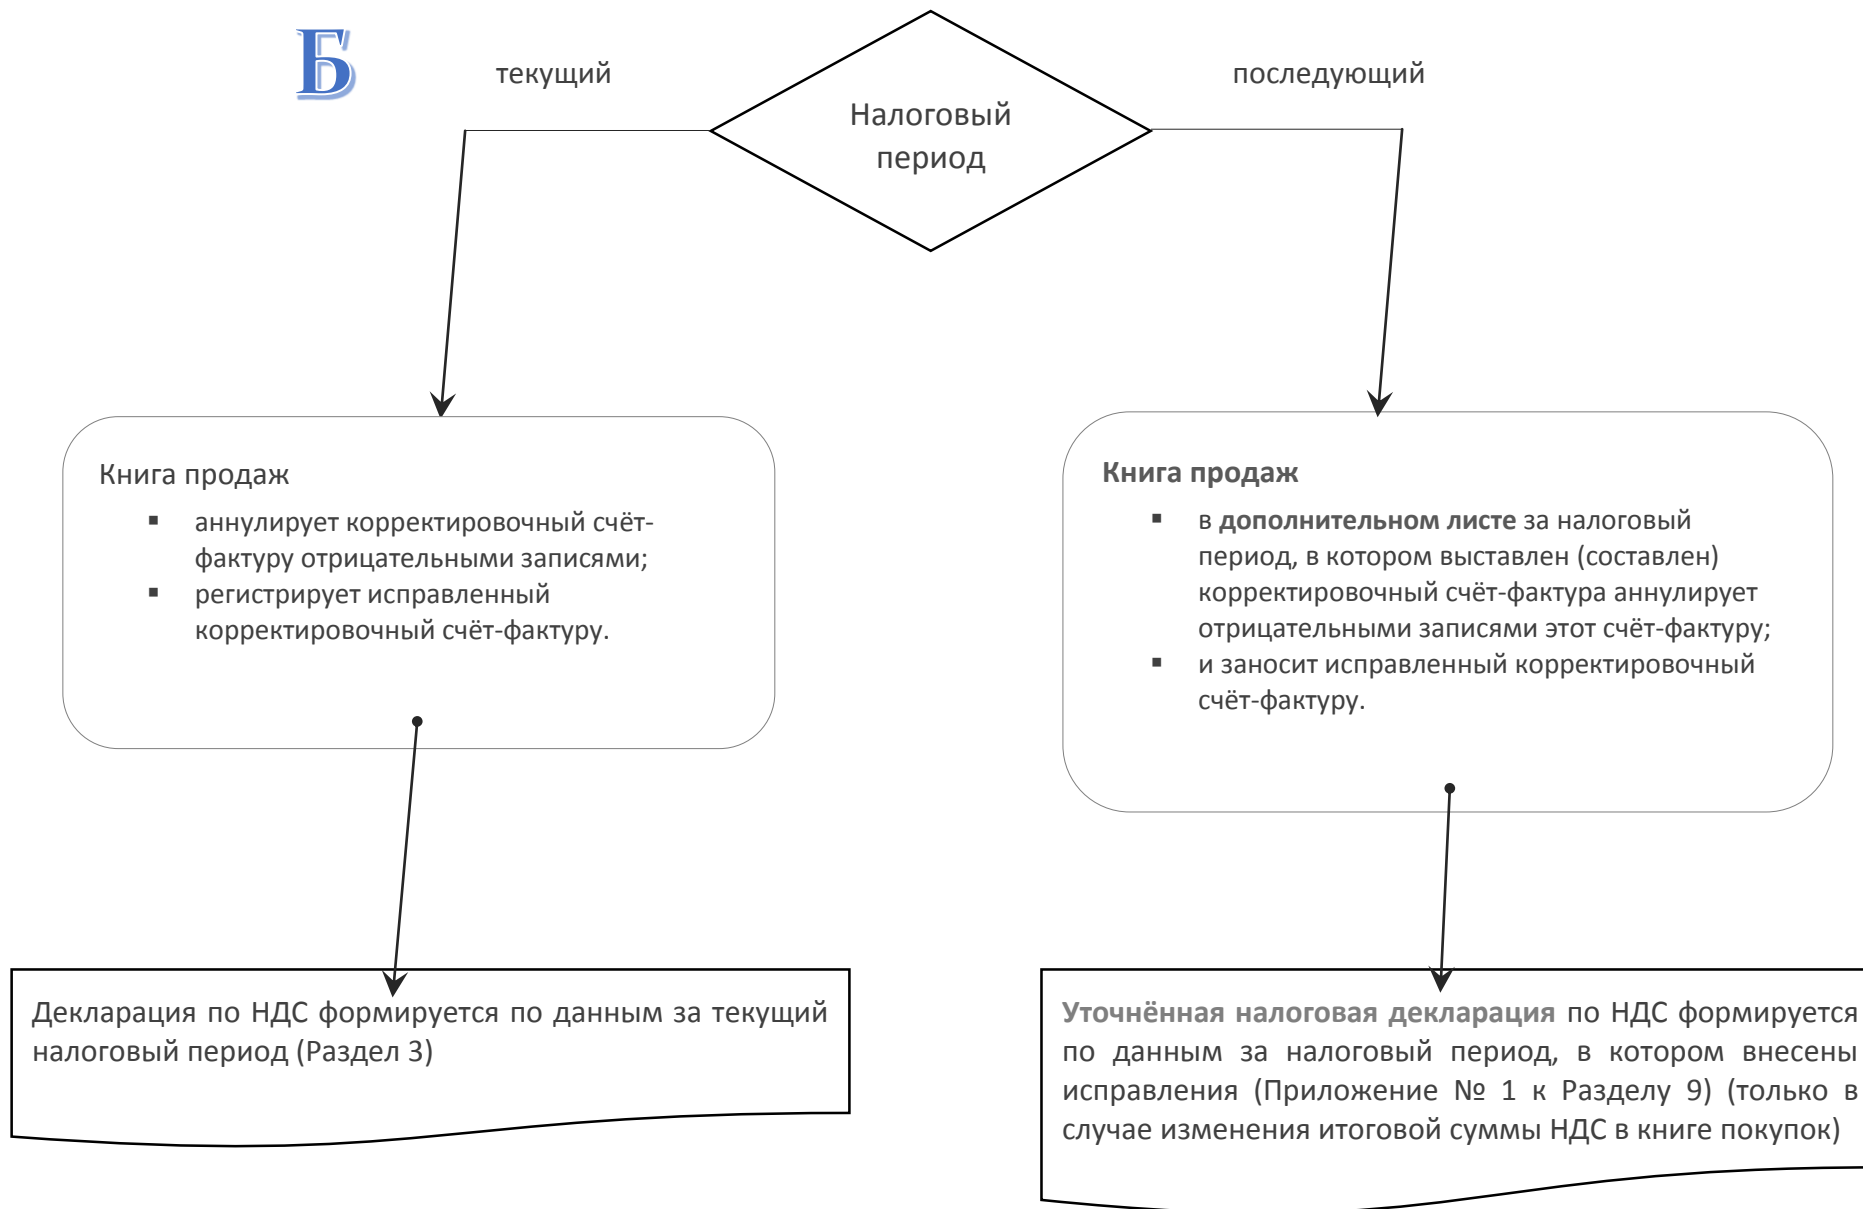 Б
текущий
последующий
Налоговый
период
Книга продаж
▪ аннулирует корректировочный счёт-
фактуру отрицательными записями;
▪ регистрирует исправленный
корректировочный счёт-фактуру.
Книга продаж
▪ в дополнительном листе за налоговый
период, в котором выставлен (составлен)
корректировочный счёт-фактура аннулирует
отрицательными записями этот счёт-фактуру;
▪ и заносит исправленный корректировочный
счёт-фактуру.
Декларация по НДС формируется по данным за текущий
налоговый период (Раздел 3)
Уточнённая налоговая декларация по НДС формируется
по данным за налоговый период, в котором внесены
исправления (Приложение № 1 к Разделу 9) (только в
случае изменения итоговой суммы НДС в книге покупок)